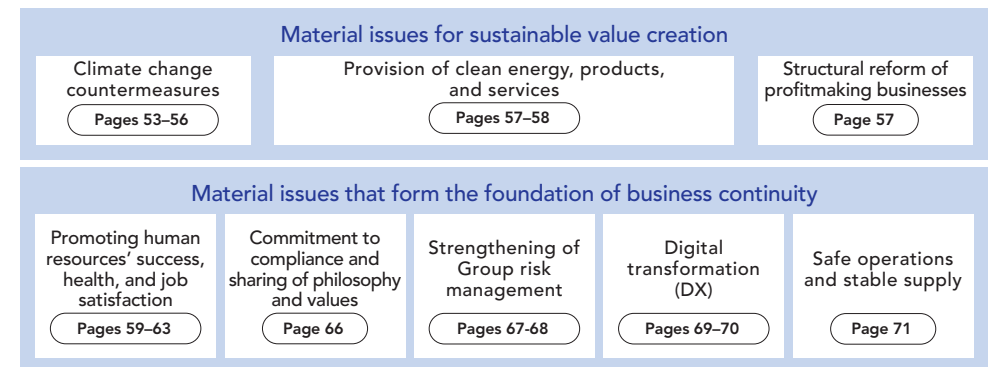 Material issues for sustainable value creation
Climate change
countermeasures
Pages 53–56
Provision of clean energy, products,
and services
Pages 57–58
Structural reform of
profitmaking businesses
Page 57
Material issues that form the foundation of business continuity
Promoting human
resources’ success,
health, and job
satisfaction
Pages 59–63
Commitment to
compliance and
sharing of philosophy
and values
Page 66
Strengthening of
Group risk
management
Pages 67-68
Digital
transformation
(DX)
Pages 69–70
Safe operations
and stable supply
Page 71